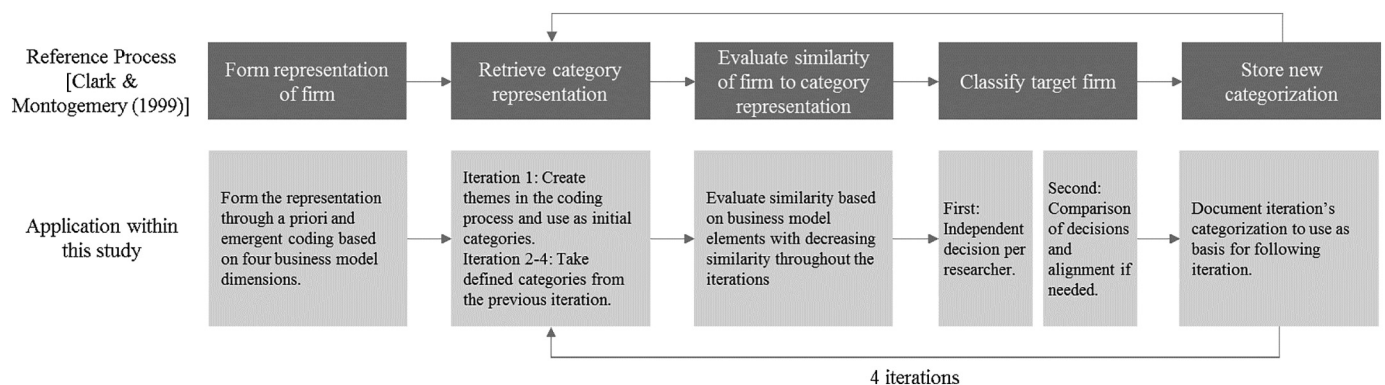 Reference Process
[Clark &
Montogemery (1999)]
Form representation
of firm
Retrieve category
representation
Evaluate similarity
of firm to category
representation
Classify target firm
Store new
categorization
Application within
this study
Form the representation
through a priori and
emergent coding based
on four business model
dimensions.
Iteration 1: Create
themes in the coding
process and use as initial
categories.
Iteration 2-4: Take
defined categories from
the previous iteration.
Evaluate similarity based
on business model
elements with decreasing
similarity throughout the
iterations
First:
Independent
decision per
researcher.
Second:
Comparison
of decisions
and
alignment if
needed.
Document iteration’s
categorization to use as
basis for following
iteration.
4 iterations